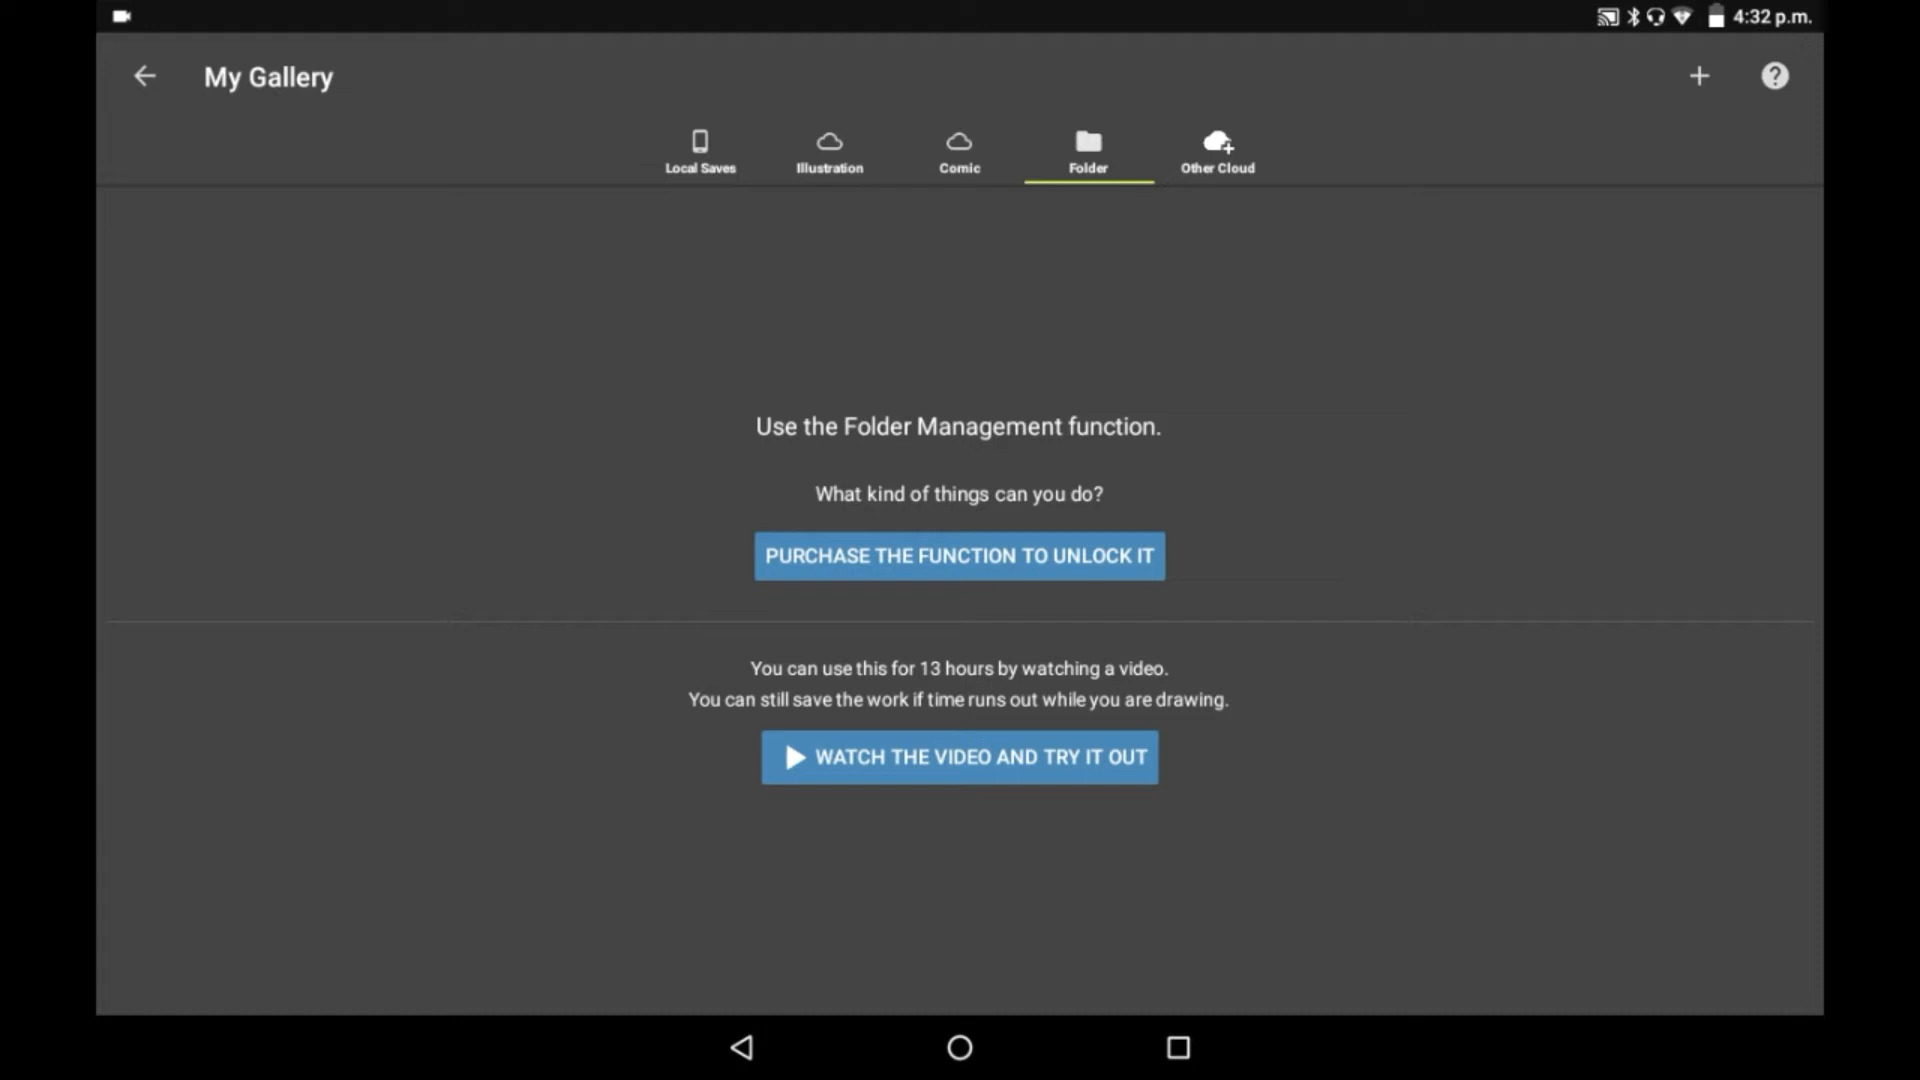 4:32 p.m.
My Gallery
Local Saves
Illustration
Comic
Folder
Other Cloud
Use the Folder Management function.
What kind of things can you do?
PURCHASE THE FUNCTION TO UNLOCK IT
You can use this for 13 hours by watching a video.
You can still save the work if time runs out while you are drawing.
WATCH THE VIDEO AND TRY IT OUT